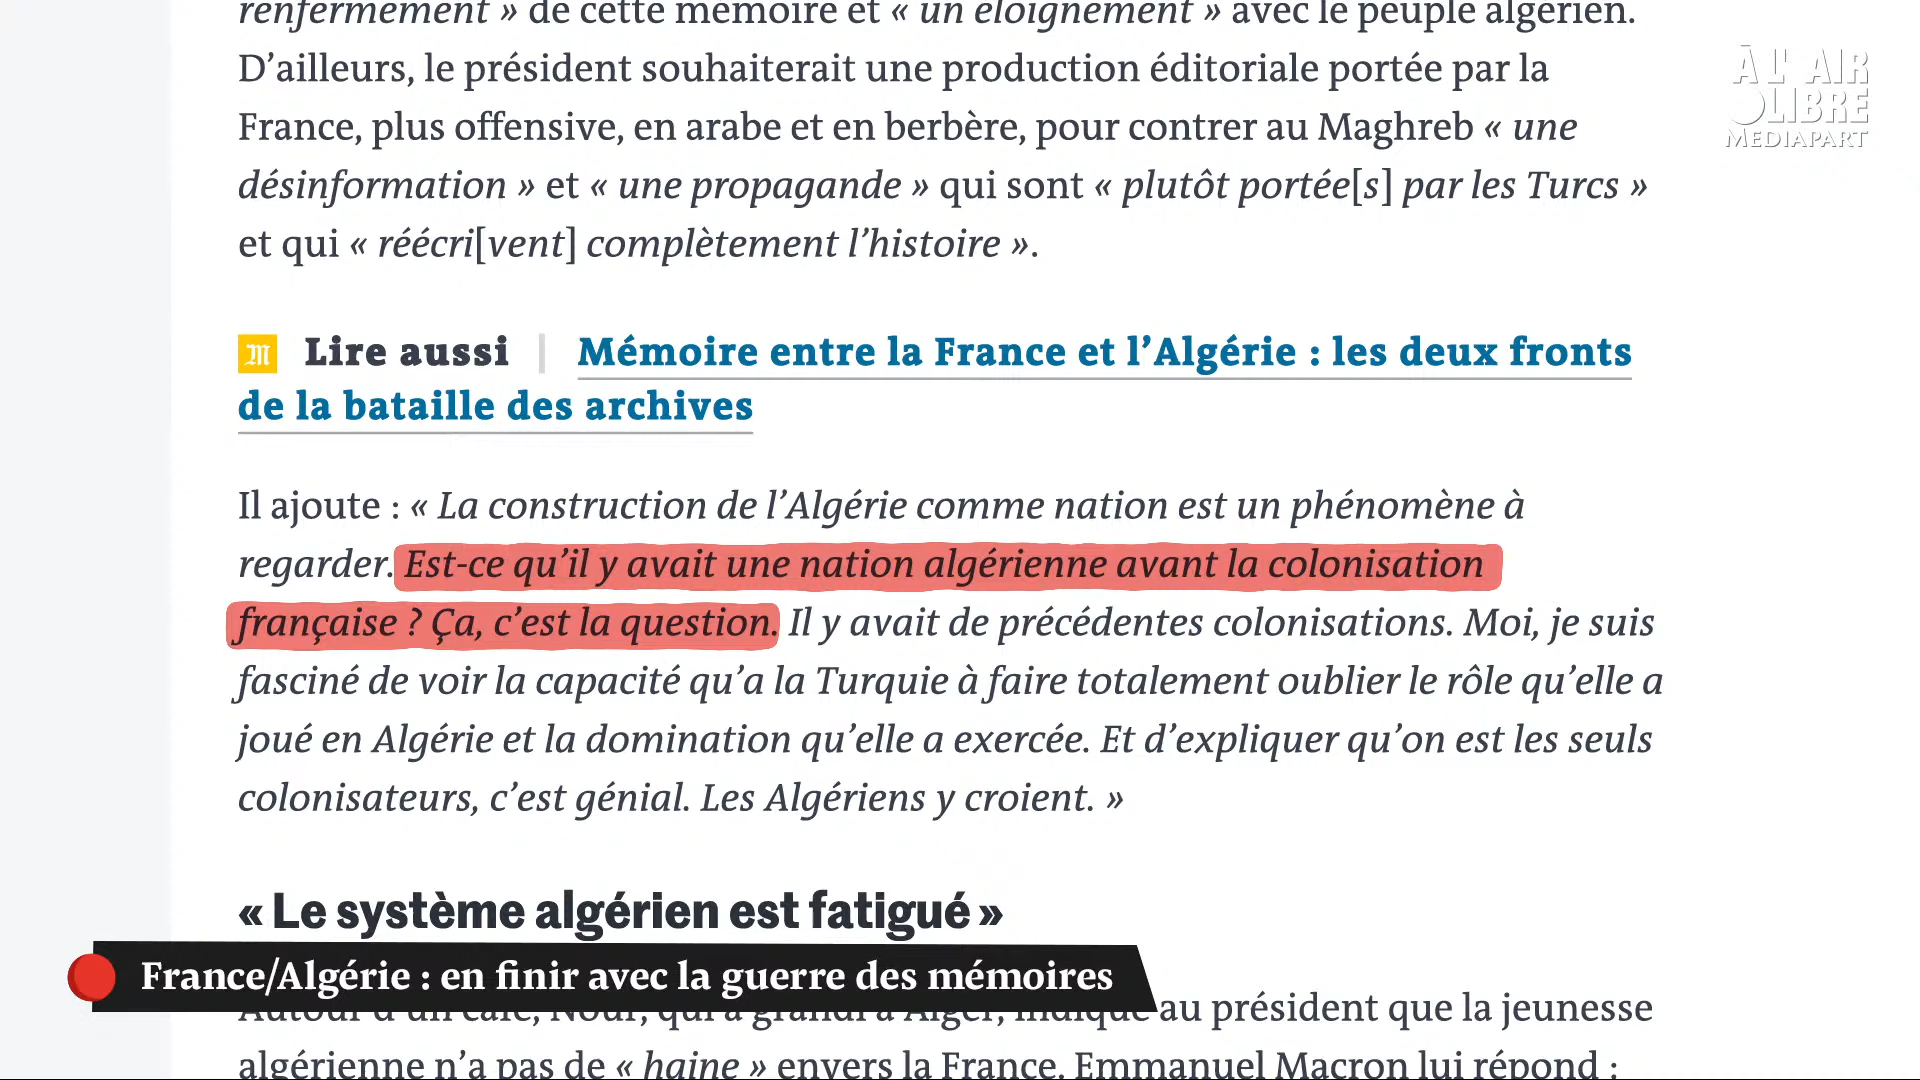 renfermement » de cette mémoire et « un éloignement » avec le peuple algérien.
D’ailleurs, le président souhaiterait une production éditoriale portée par la
France, plus offensive, en arabe et en berbère, pour contrer au Maghreb « une
désinformation » et « une propagande » qui sont « plutôt portée[s] par les Turcs »
et qui « réécri[vent] complètement l’histoire ».
À L' AIR
LIBRE
MEDIAPART
M Lire aussi | Mémoire entre la France et l’Algérie : les deux fronts
de la bataille des archives
Il ajoute : « La construction de l’Algérie comme nation est un phénomène à
regarder. Est-ce qu’il y avait une nation algérienne avant la colonisation
française ? Ça, c’est la question. Il y avait de précédentes colonisations. Moi, je suis
fasciné de voir la capacité qu’a la Turquie à faire totalement oublier le rôle qu’elle a
joué en Algérie et la domination qu’elle a exercée. Et d’expliquer qu’on est les seuls
colonisateurs, c’est génial. Les Algériens y croient. »
« Le système algérien est fatigué »
France/Algérie : en finir avec la guerre des mémoires
Autour d’un café, Nour, qui a grandi à Alger, indique au président que la jeunesse
algérienne n’a pas de « haine » envers la France. Emmanuel Macron lui répond :